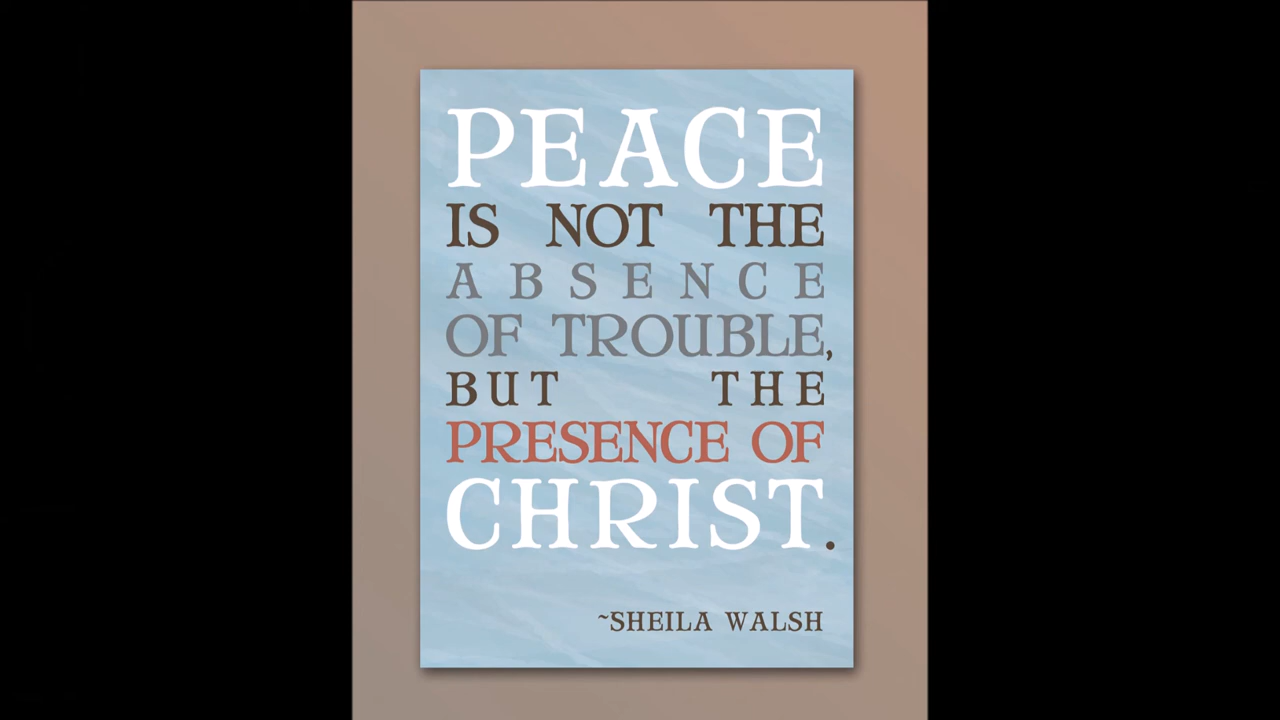 PEACE
IS NOT THE
ABSENCE
OF TROUBLE,
BUT THE
PRESENCE OF
CHRIST.
~SHEILA WALSH